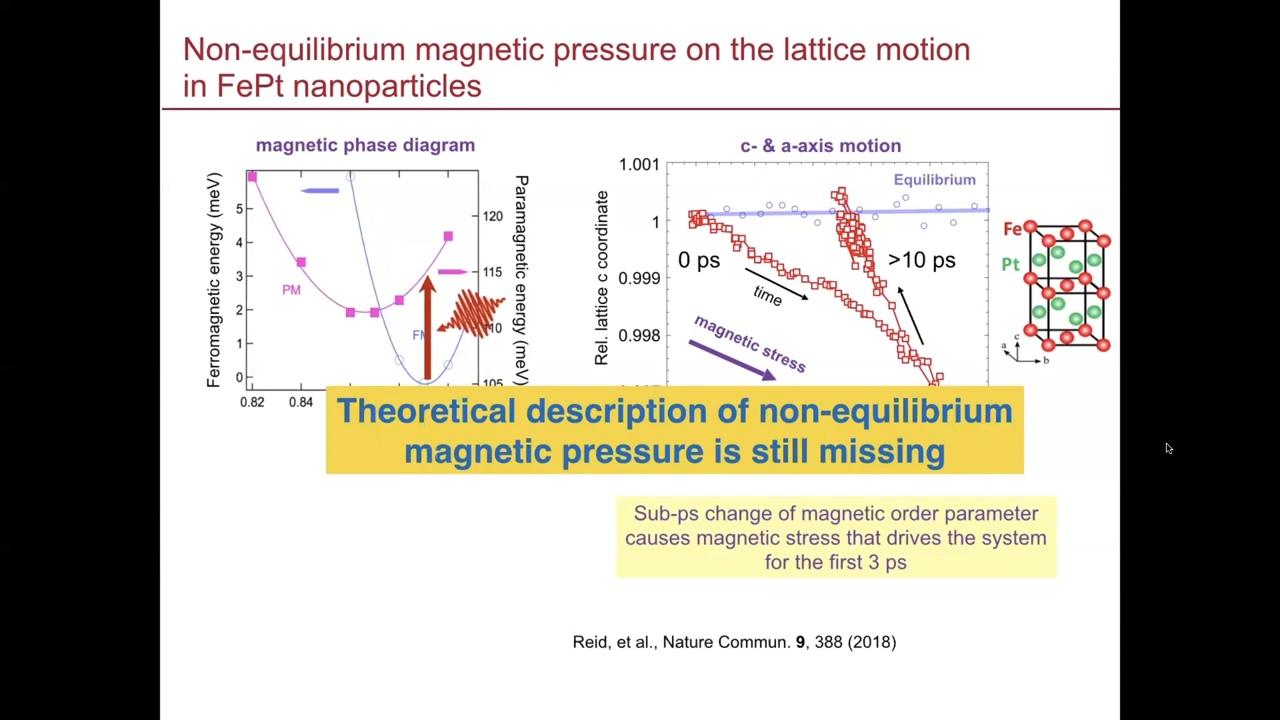 Non-equilibrium magnetic pressure on the lattice motion
in FePt nanoparticles
magnetic phase diagram
Ferromagnetic energy (meV)
5
4
3
2
1
0
0.82 0.84
PM
Paramagnetic energy (meV)
120
115
110
105
c- & a-axis motion
Rel. lattice c coordinate
1.001
1
0.999
0.998
Equilibrium
0 ps
>10 ps
time
magnetic stress
Fe
Pt
a
c
b
Theoretical description of non-equilibrium
magnetic pressure is still missing
Sub-ps change of magnetic order parameter
causes magnetic stress that drives the system
for the first 3 ps
Reid, et al., Nature Commun. 9, 388 (2018)